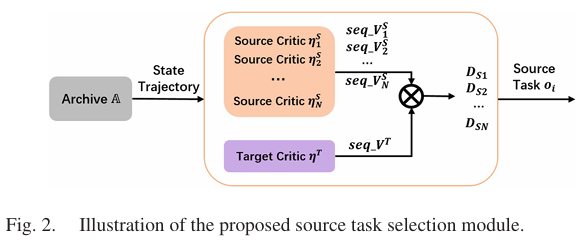 Archive 𝔸
State
Trajectory
Source Critic η₁ˢ
Source Critic η₂ˢ
...
Source Critic η_Nˢ
Target Critic ηᵀ
seq_V₁ˢ
seq_V₂ˢ
...
seq_V_Nˢ
seq_Vᵀ
D_S1
D_S2
...
D_SN
Source
Task oᵢ
Fig. 2. Illustration of the proposed source task selection module.